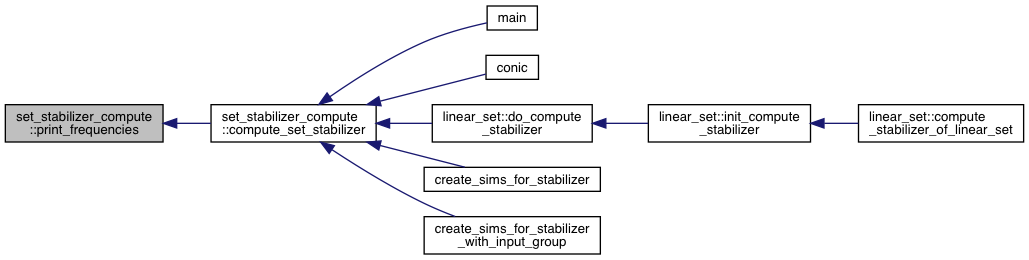 set_stabilizer_compute
::print_frequencies
set_stabilizer_compute
::compute_set_stabilizer
main
conic
linear_set::do_compute
_stabilizer
linear_set::init_compute
_stabilizer
linear_set::compute
_stabilizer_of_linear_set
create_sims_for_stabilizer
create_sims_for_stabilizer
_with_input_group